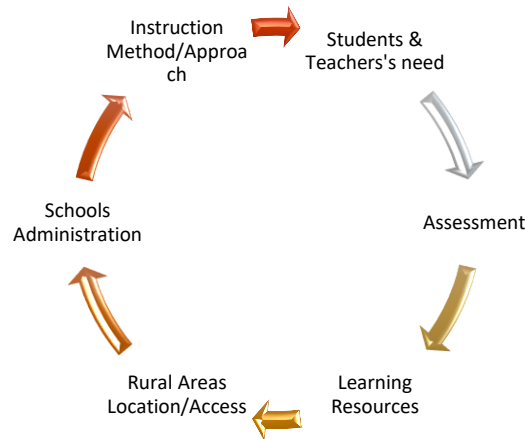 Instruction
Method/Approa
ch
Students &
Teachers's need
Assessment
Learning
Resources
Rural Areas
Location/Access
Schools
Administration